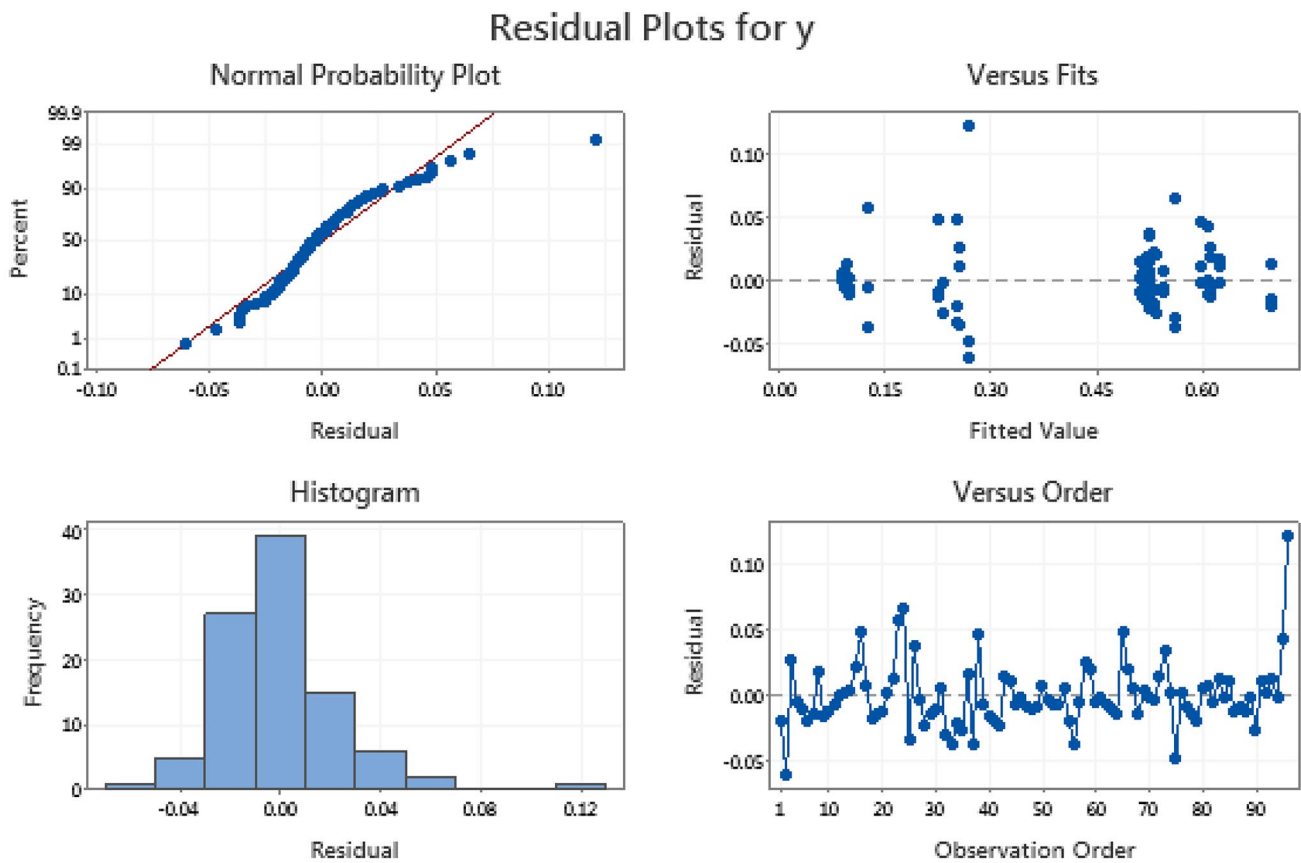 Residual Plots for y
Normal Probability Plot
99.9
99
90
50
10
1
0.1
Percent
-0.10 -0.05 0.00 0.05 0.10
Residual
Versus Fits
0.10
0.05
0.00
-0.05
Residual
0.00 0.15 0.30 0.45 0.60
Fitted Value
Histogram
40
30
20
10
0
Frequency
-0.04 0.00 0.04 0.08 0.12
Residual
Versus Order
0.10
0.05
0.00
-0.05
Residual
1 10 20 30 40 50 60 70 80 90
Observation Order